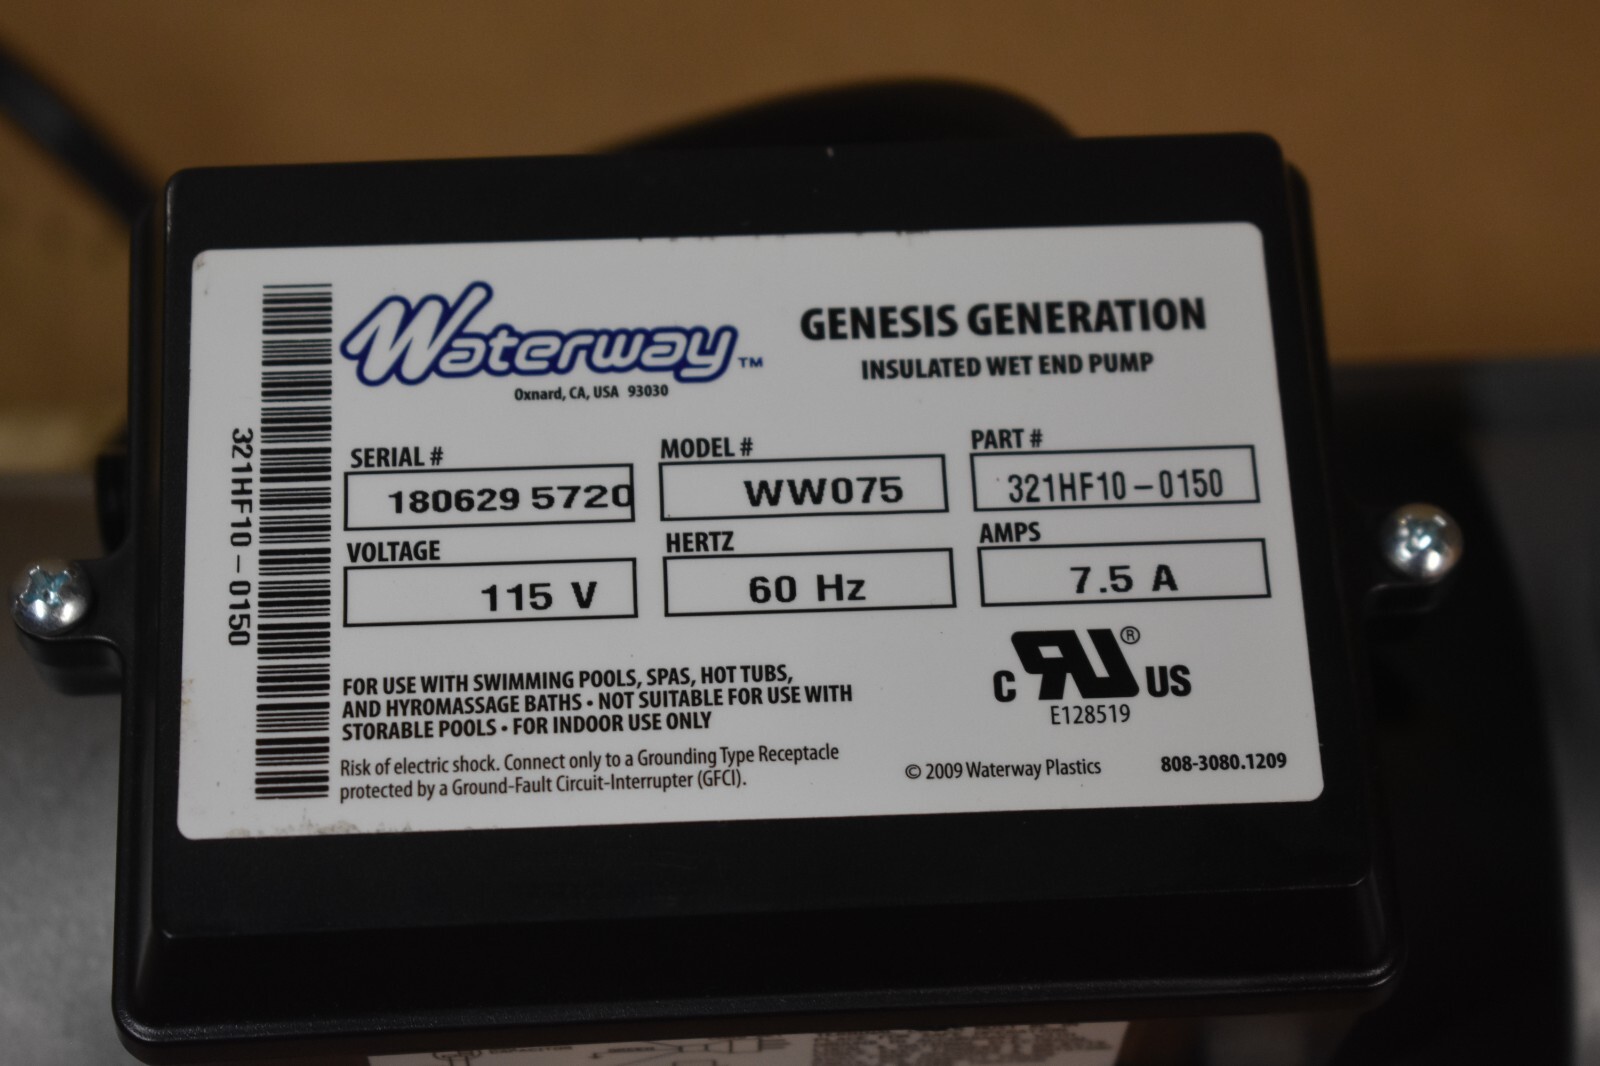 Waterway™
Oxnard, CA, USA 93030
GENESIS GENERATION
INSULATED WET END PUMP
321HF10-0150
SERIAL #
180629 5720
MODEL #
WW075
PART #
321HF10-0150
VOLTAGE
115 V
HERTZ
60 Hz
AMPS
7.5 A
FOR USE WITH SWIMMING POOLS, SPAS, HOT TUBS,
AND HYROMASSAGE BATHS • NOT SUITABLE FOR USE WITH
STORABLE POOLS • FOR INDOOR USE ONLY
Risk of electric shock. Connect only to a Grounding Type Receptacle
protected by a Ground-Fault Circuit-Interrupter (GFCI).
C RU® US
E128519
© 2009 Waterway Plastics
808-3080.1209